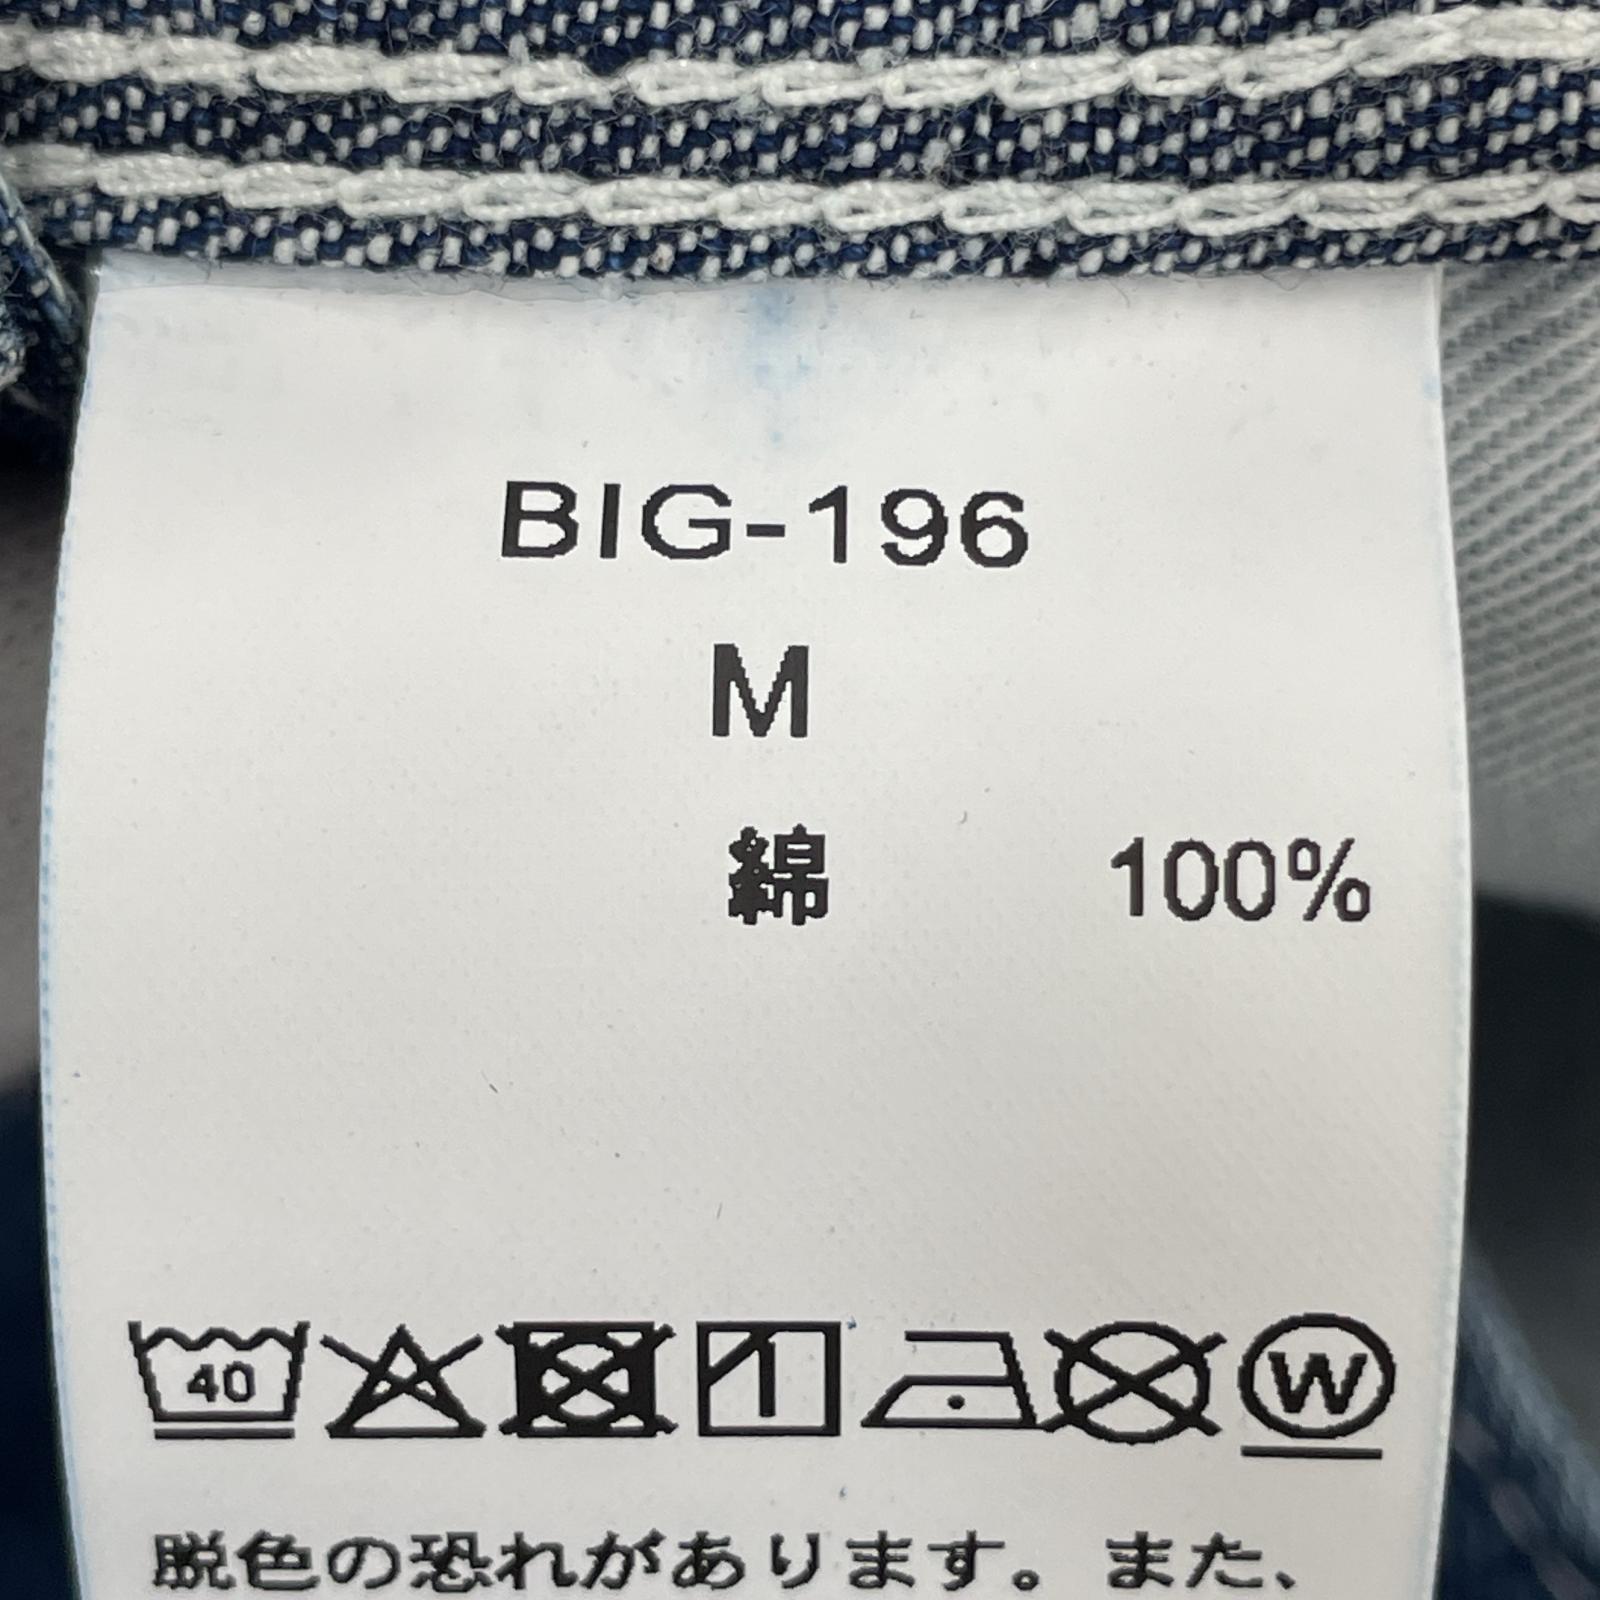 BIG-196
M
綿 100%
40
W
脱色の恐れがあります。また、